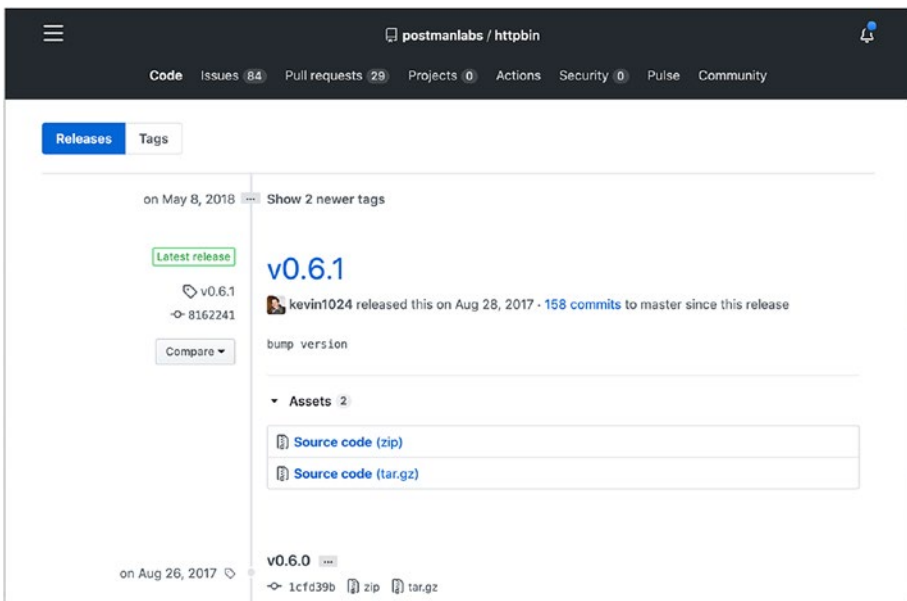 postmanlabs / httpbin
Code Issues 84 Pull requests 29 Projects 0 Actions Security 0 Pulse Community
Releases Tags
on May 8, 2018 ... Show 2 newer tags
Latest release
v0.6.1
v0.6.1
kevin1024 released this on Aug 28, 2017 · 158 commits to master since this release
8162241
Compare
bump version
Assets 2
Source code (zip)
Source code (tar.gz)
v0.6.0 ...
on Aug 26, 2017
1cfd39b zip tar.gz